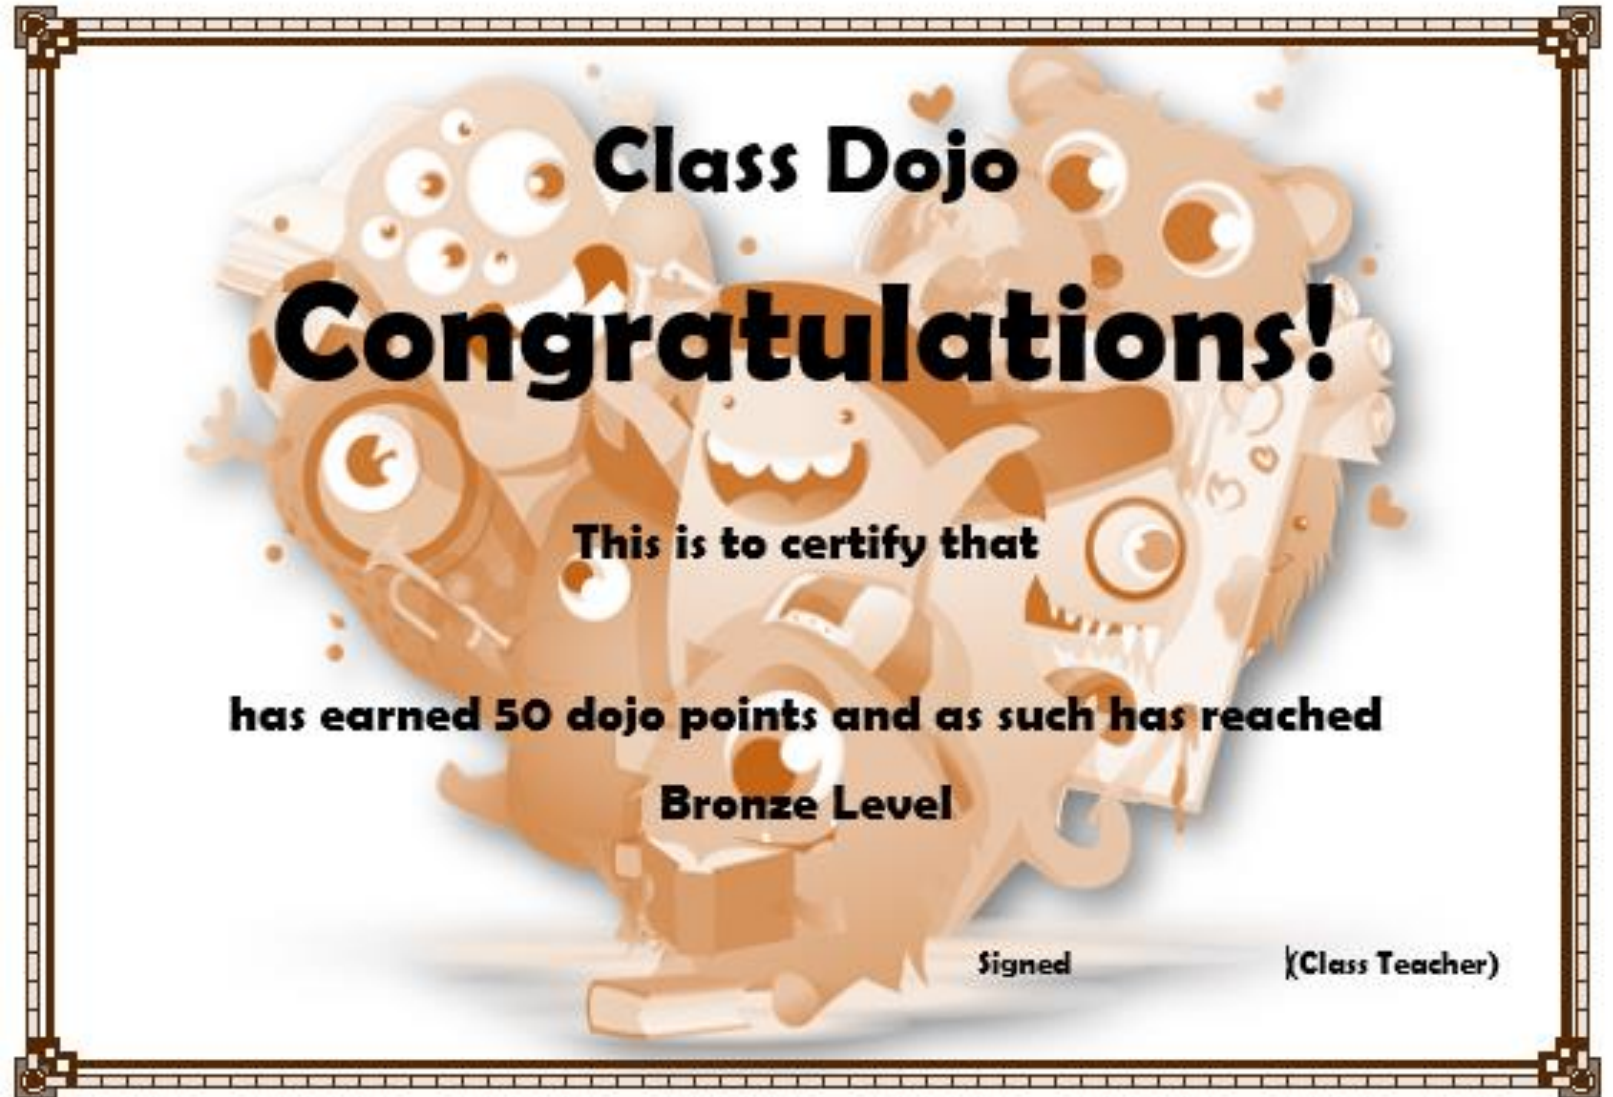 Class Dojo
Congratulations!
This is to certify that
has earned 50 dojo points and as such has reached
Bronze Level
Signed (Class Teacher)